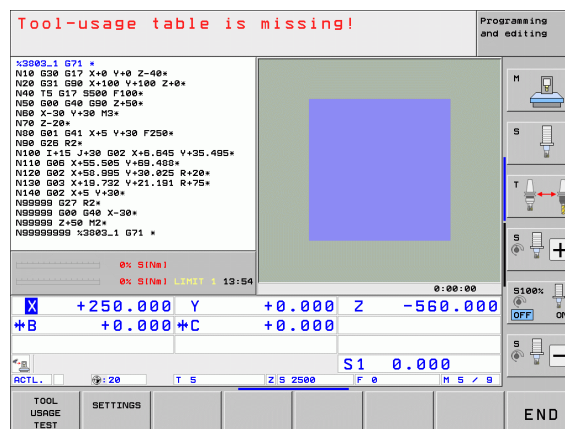 Tool-usage table is missing!
Programming
and editing
%3803_1 G71 *
N10 G30 G17 X+0 Y+0 Z-40*
N20 G31 G90 X+100 Y+100 Z+0*
N40 T5 G17 S500 F100*
N50 G00 G40 G90 Z+50*
N60 X-30 Y+30 M3*
N70 Z-20*
N80 G01 G41 X+5 Y+30 F250*
N90 G26 R2*
N100 I+15 J+30 G02 X+6.645 Y+35.495*
N110 G06 X+55.505 Y+69.488*
N120 G02 X+58.995 Y+30.025 R+20*
N130 G03 X+19.732 Y+21.191 R+75*
N140 G02 X+5 Y+30*
N99999 G27 R2*
N99999 G00 G40 X-30*
N99999 Z+50 M2*
N99999999 %3803_1 G71 *
0% S[Nm]
0% S[Nm] LIMIT 1 13:54
0:00:00
X +250.000 Y +0.000 Z -560.000
B +0.000 C +0.000
S1 0.000
ACTL. : 20 T 5 Z S 2500 F 0 M 5 / 9
M
S
T
S
+
S100%
OFF ON
S
−
TOOL
USAGE
TEST
SETTINGS
END